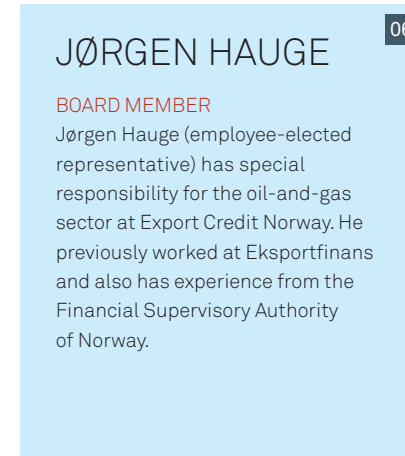 06
JØRGEN HAUGE
BOARD MEMBER
Jørgen Hauge (employee-elected
representative) has special
responsibility for the oil-and-gas
sector at Export Credit Norway. He
previously worked at Eksportfinans
and also has experience from the
Financial Supervisory Authority
of Norway.